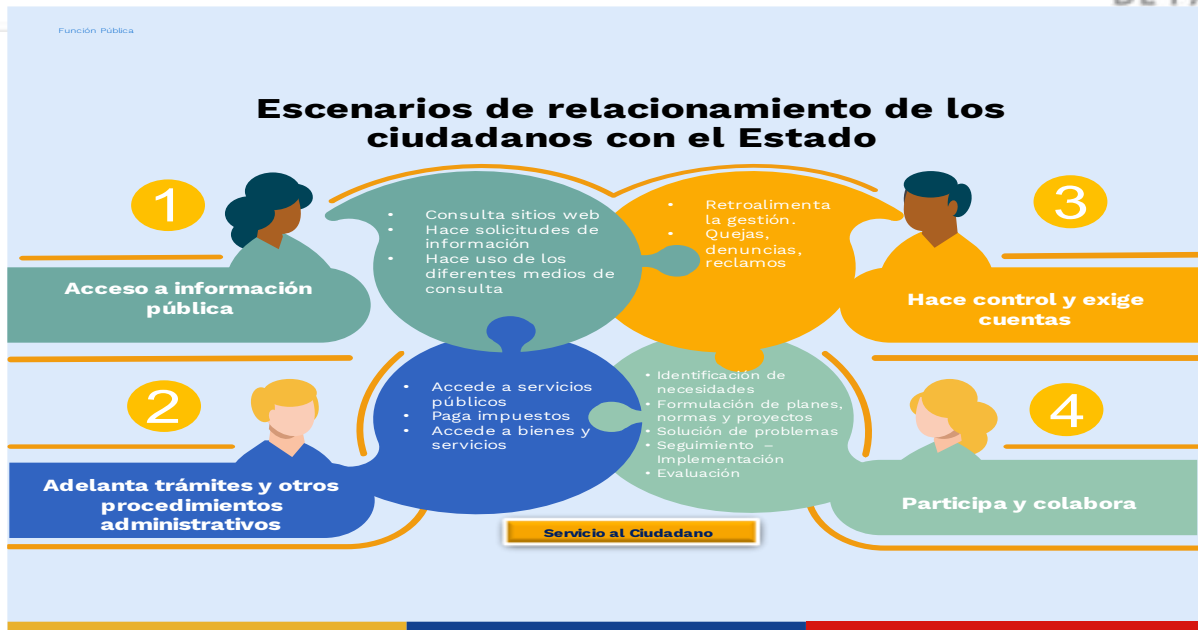 Función Pública
Escenarios de relacionamiento de los
ciudadanos con el Estado
1
Acceso a información
pública
• Consulta sitios web
• Hace solicitudes de
información
• Hace uso de los
diferentes medios de
consulta
• Retroalimenta
la gestión.
• Quejas,
denuncias,
reclamos
3
Hace control y exige
cuentas
2
Adelanta trámites y otros
procedimientos
administrativos
• Accede a servicios
públicos
• Paga impuestos
• Accede a bienes y
servicios
• Identificación de
necesidades
• Formulación de planes,
normas y proyectos
• Solución de problemas
• Seguimiento –
Implementación
• Evaluación
4
Participa y colabora
Servicio al Ciudadano